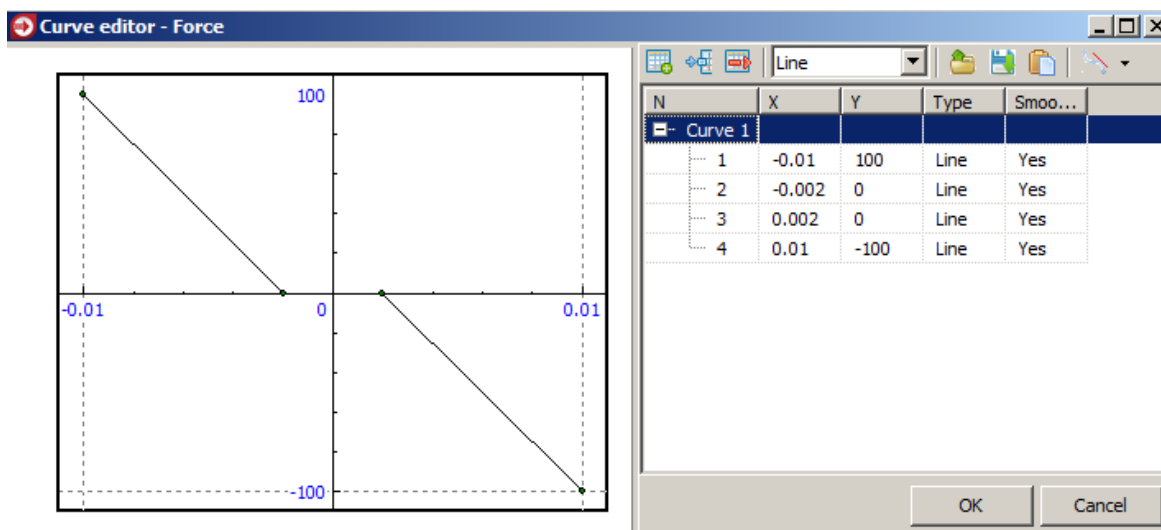 Curve editor - Force
100
-0.01 0 0.01
-100
Line
N X Y Type Smoo...
Curve 1
1 -0.01 100 Line Yes
2 -0.002 0 Line Yes
3 0.002 0 Line Yes
4 0.01 -100 Line Yes
OK Cancel